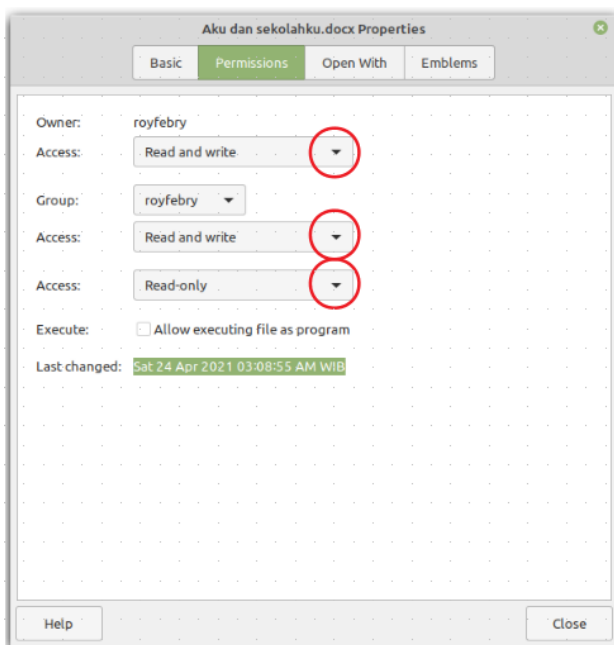 Aku dan sekolahku.docx Properties
Basic Permissions Open With Emblems
Owner: royfebry
Access: Read and write
Group: royfebry
Access: Read and write
Access: Read-only
Execute: Allow executing file as program
Last changed: Sat 24 Apr 2021 03:08:55 AM WIB
Help Close